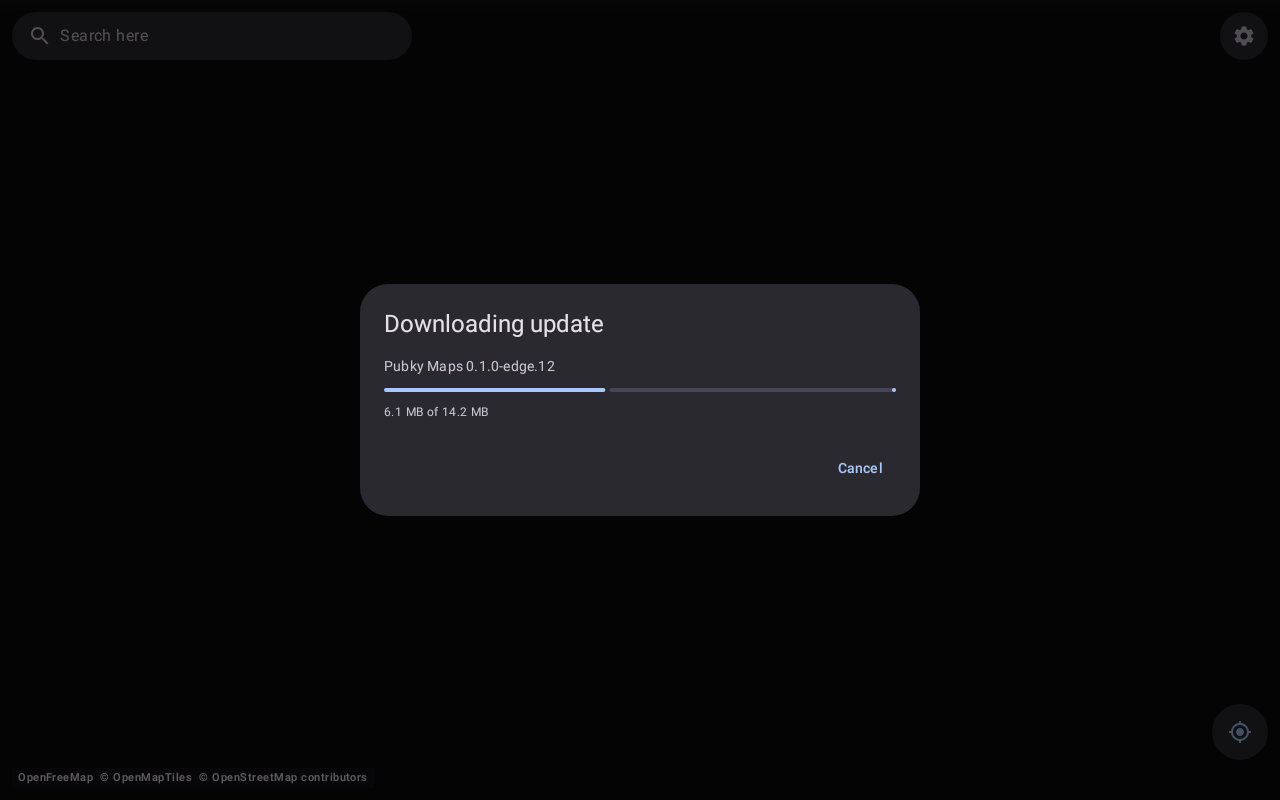 Search here
Downloading update
Pubky Maps 0.1.0-edge.12
6.1 MB of 14.2 MB
Cancel
OpenFreeMap © OpenMapTiles © OpenStreetMap contributors